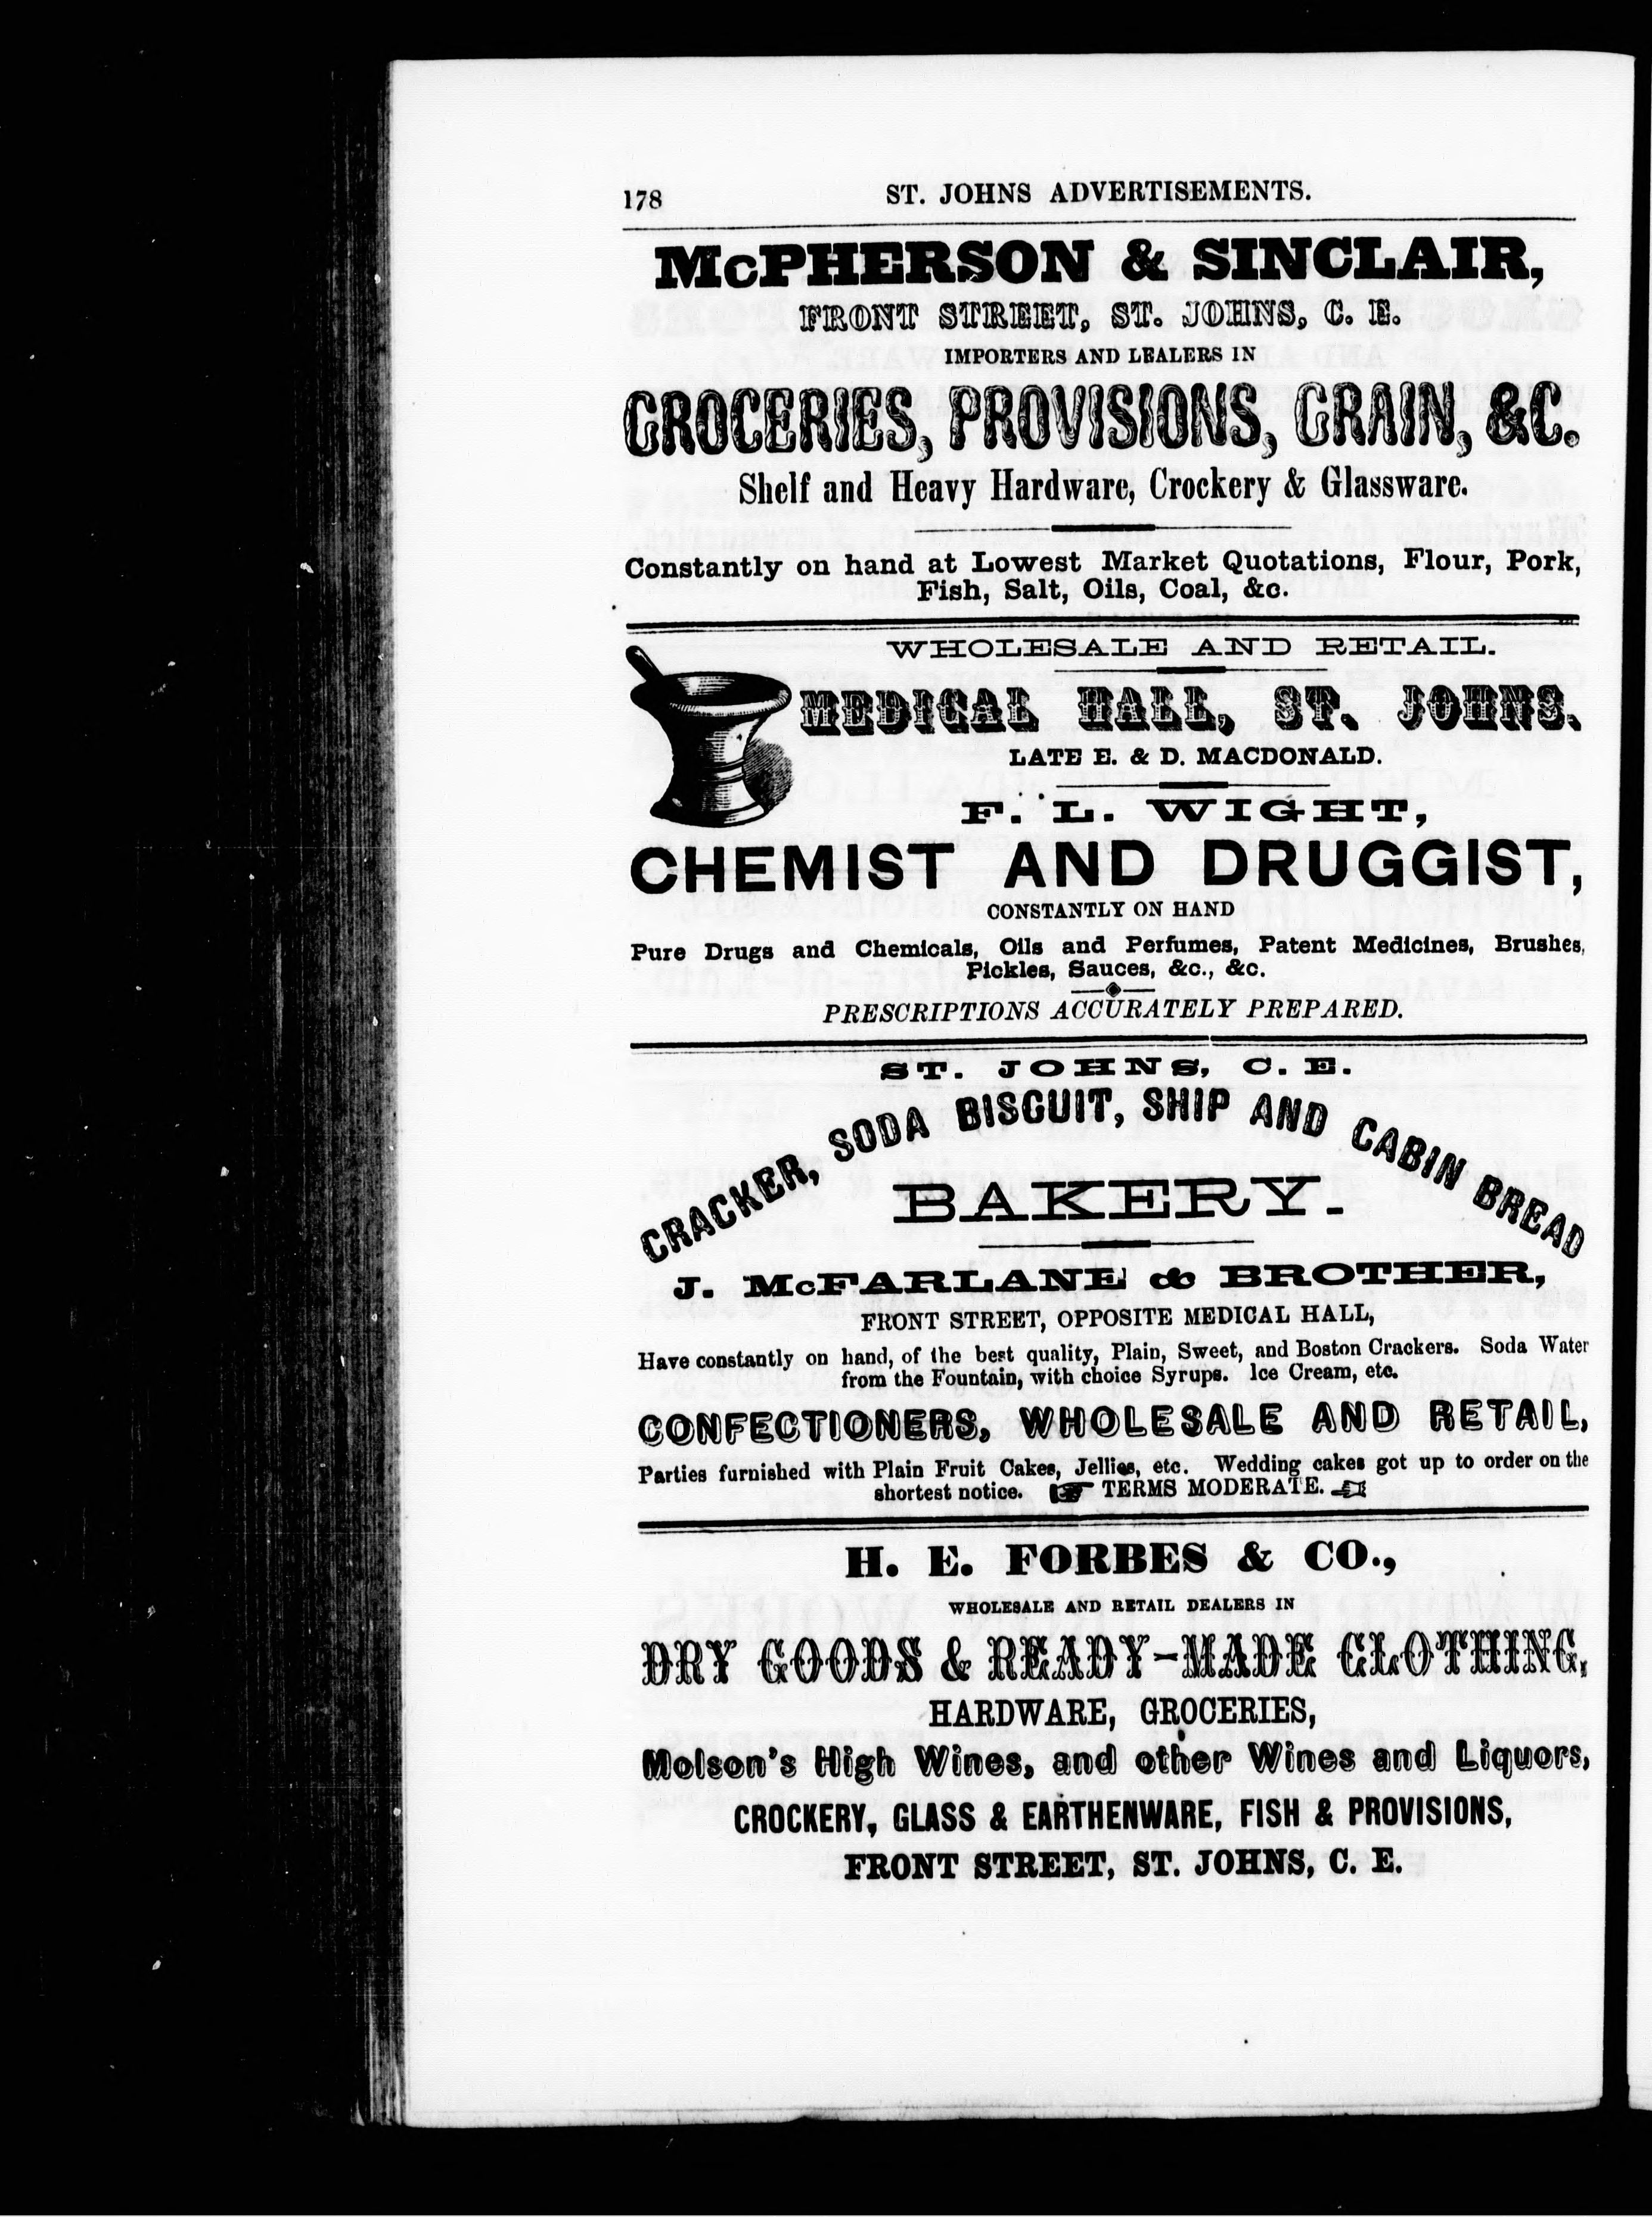 178
ST. JOHNS ADVERTISEMENTS.
McPHERSON & SINCLAIR,
FRONT STREET, ST. JOHNS, C. E.
IMPORTERS AND LEALERS IN
GROCERIES, PROVISIONS, GRAIN, &C.
Shelf and Heavy Hardware, Crockery & Glassware.
Constantly on hand at Lowest Market Quotations, Flour, Pork,
Fish, Salt, Oils, Coal, &c.
WHOLESALE AND RETAIL.
MEDICAL HALL, ST. JOHNS.
LATE E. & D. MACDONALD.
F. L. WIGHT,
CHEMIST AND DRUGGIST,
CONSTANTLY ON HAND
Pure Drugs and Chemicals, Oils and Perfumes, Patent Medicines, Brushes,
Pickles, Sauces, &c., &c.
PRESCRIPTIONS ACCURATELY PREPARED.
ST. JOHNS, C. E.
CRACKER, SODA BISCUIT, SHIP AND CABIN BREAD
BAKERY.
J. McFARLANE & BROTHER,
FRONT STREET, OPPOSITE MEDICAL HALL,
Have constantly on hand, of the best quality, Plain, Sweet, and Boston Crackers. Soda Water
from the Fountain, with choice Syrups. Ice Cream, etc.
CONFECTIONERS, WHOLESALE AND RETAIL,
Parties furnished with Plain Fruit Cakes, Jellies, etc. Wedding cakes got up to order on the
shortest notice. TERMS MODERATE.
H. E. FORBES & CO.,
WHOLESALE AND RETAIL DEALERS IN
DRY GOODS & READY-MADE CLOTHING,
HARDWARE, GROCERIES,
Molson's High Wines, and other Wines and Liquors,
CROCKERY, GLASS & EARTHENWARE, FISH & PROVISIONS,
FRONT STREET, ST. JOHNS, C. E.